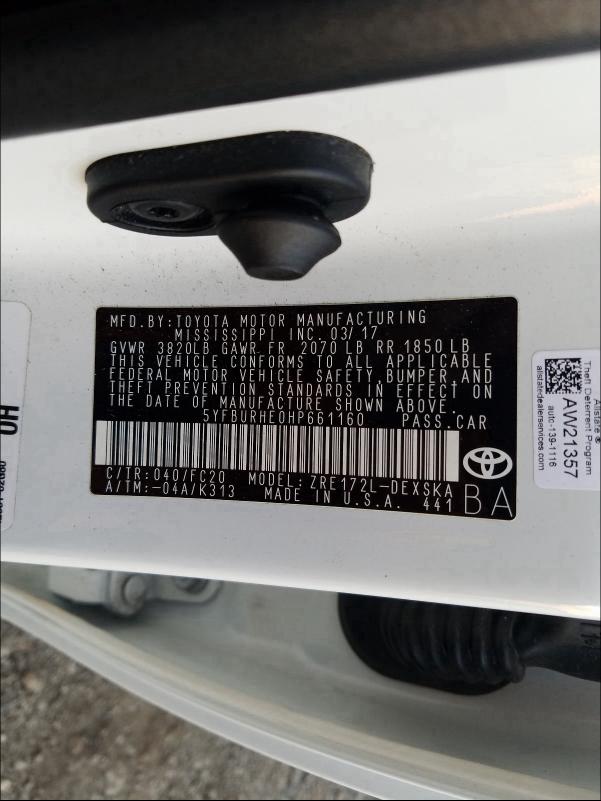 MFD.BY:TOYOTA MOTOR MANUFACTURING
MISSISSIPPI INC. 03/17
GVWR 3820LB GAWR FR 2070 LB RR 1850 LB
THIS VEHICLE CONFORMS TO ALL APPLICABLE
FEDERAL MOTOR VEHICLE SAFETY, BUMPER, AND
THEFT PREVENTION STANDARDS IN EFFECT ON
THE DATE OF MANUFACTURE SHOWN ABOVE.
5YFBURHE0HP661160 PASS.CAR
C/TR:040/FC20 MODEL: ZRE172L-DEXSKA
A/TM:-04A/K313 MADE IN U.S.A. 441
BA
TOYOTA
Allstate®
Theft Deterrent Program
AW21357
auto-139-1116
allstatedealerservices.com
HO